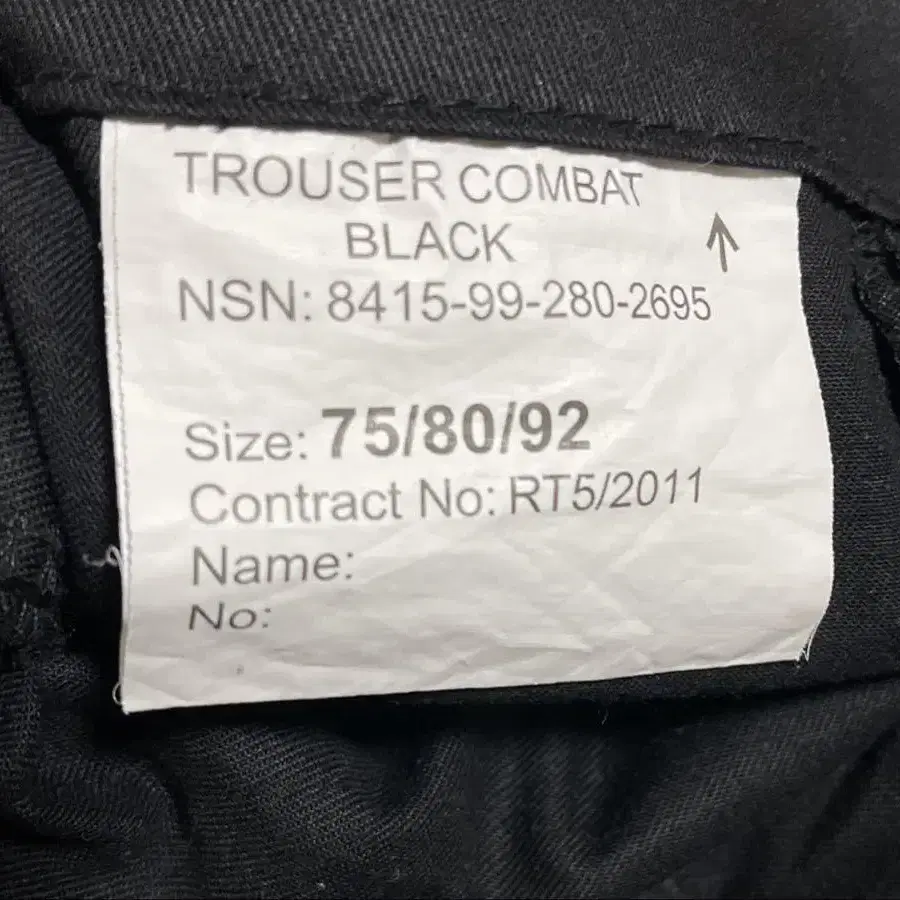 TROUSER COMBAT
BLACK
NSN: 8415-99-280-2695
Size: 75/80/92
Contract No: RT5/2011
Name:
No: